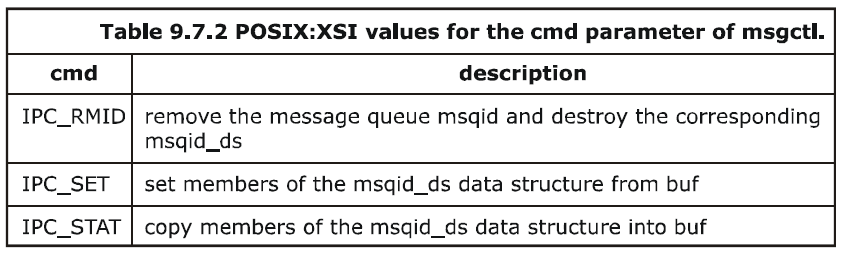 Table 9.7.2 POSIX:XSI values for the cmd parameter of msgctl.
cmd description
IPC_RMID remove the message queue msqid and destroy the corresponding
msqid_ds
IPC_SET set members of the msqid_ds data structure from buf
IPC_STAT copy members of the msqid_ds data structure into buf